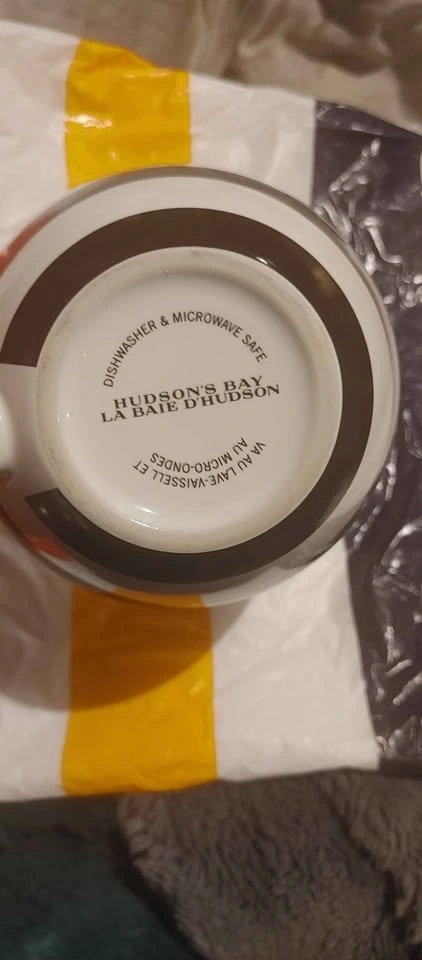 DISHWASHER & MICROWAVE SAFE
HUDSON'S BAY
LA BAIE D'HUDSON
VA AU LAVE-VAISSELL ET
AU MICRO-ONDES